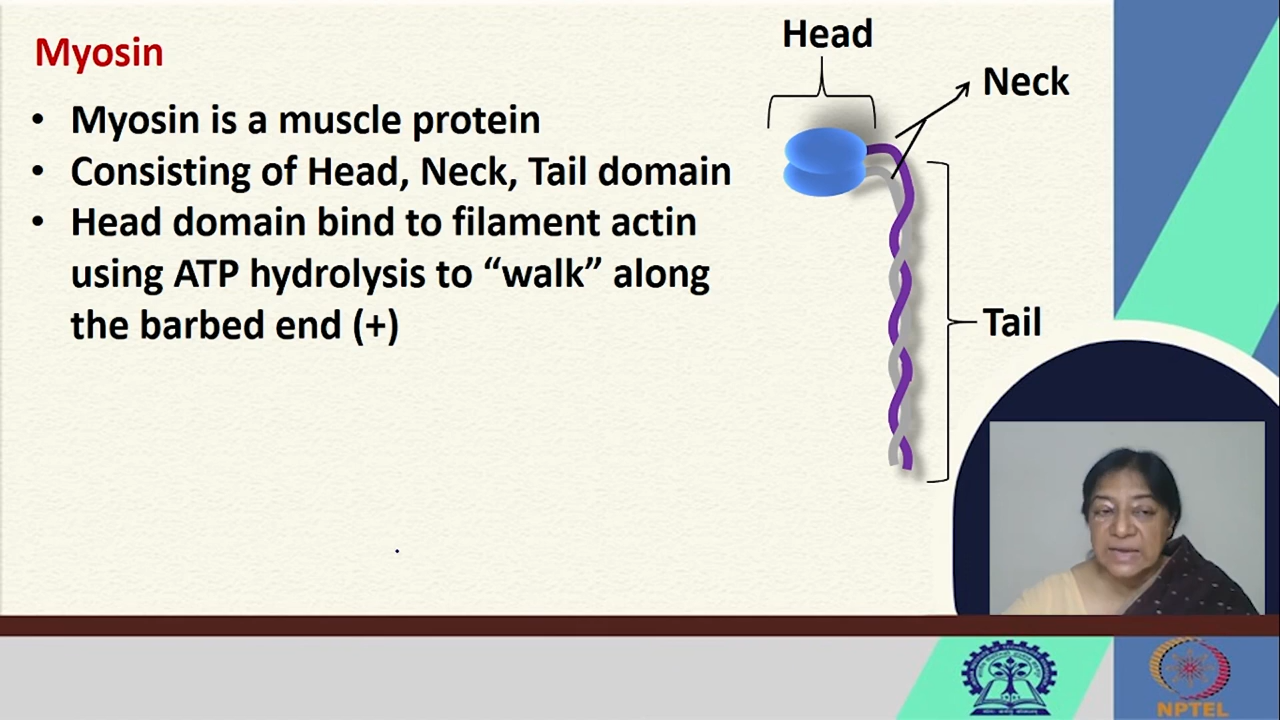 Myosin
• Myosin is a muscle protein
• Consisting of Head, Neck, Tail domain
• Head domain bind to filament actin
using ATP hydrolysis to “walk” along
the barbed end (+)
Head
Neck
Tail
NPTEL